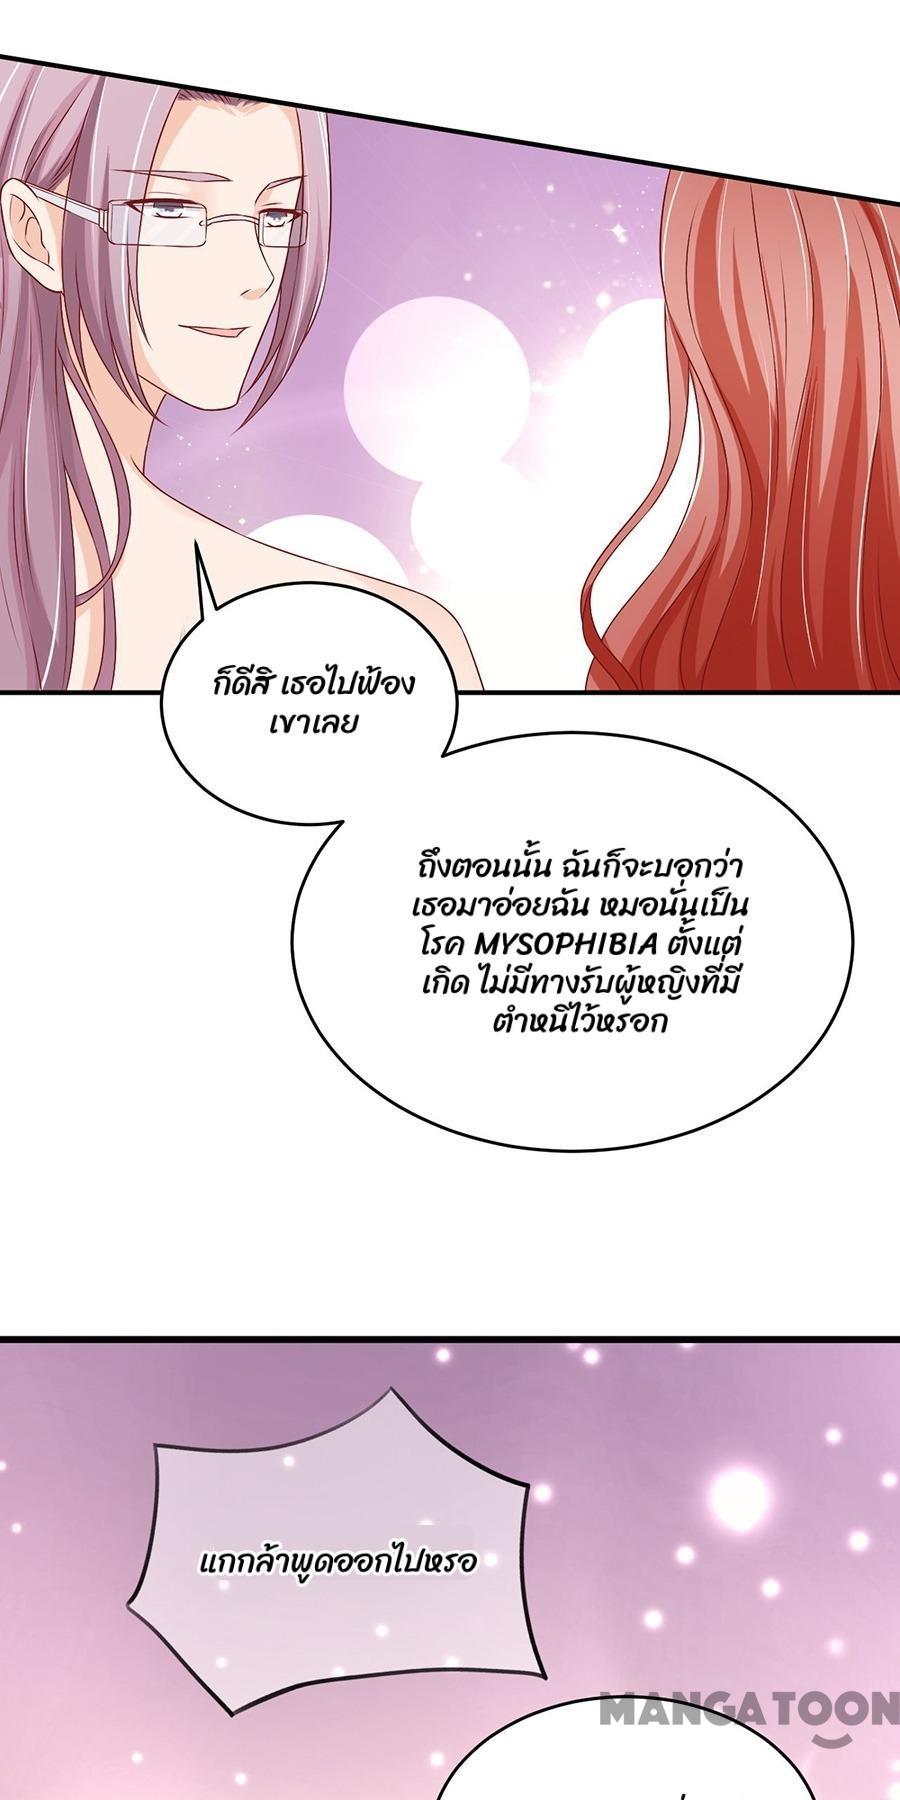 ก็ดีสิ เธอไปฟ้อง
เขาเลย
ถึงตอนนั้น ฉันก็จะบอกว่า
เธอมาอ่อยฉัน หมอนั่นเป็น
โรค MYSOPHIBIA ตั้งแต่
เกิด ไม่มีทางรับผู้หญิงที่มี
ตำหนิไว้หรอก
แกกล้าพูดออกไปหรอ
MANGATOON